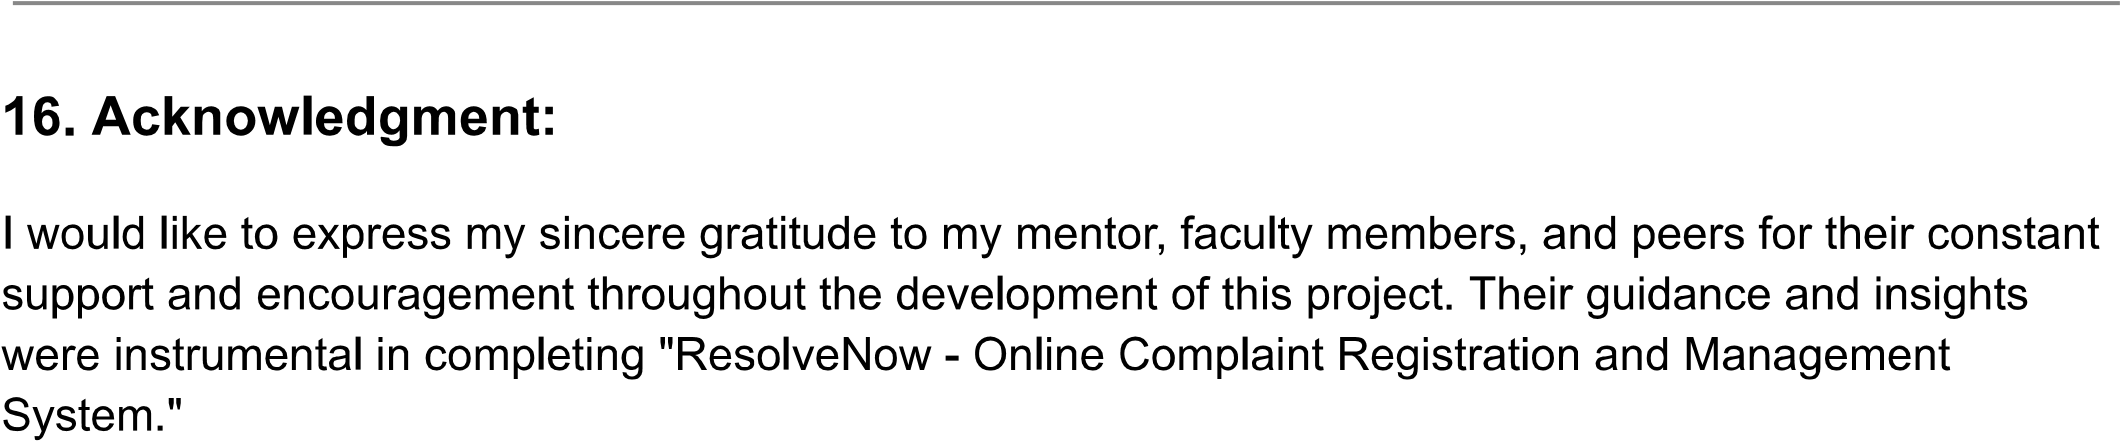 16. Acknowledgment:
I would like to express my sincere gratitude to my mentor, faculty members, and peers for their constant
support and encouragement throughout the development of this project. Their guidance and insights
were instrumental in completing "ResolveNow - Online Complaint Registration and Management
System."